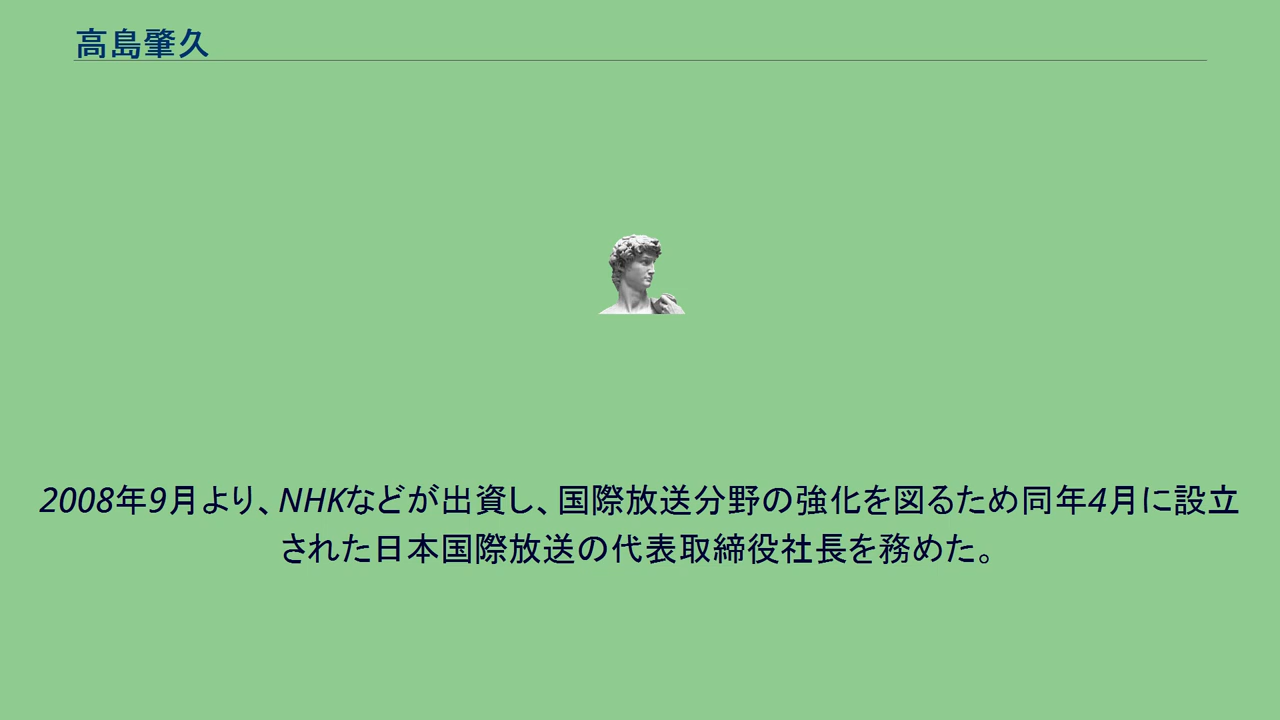 高島肇久
2008年9月より、NHKなどが出資し、国際放送分野の強化を図るため同年4月に設立
された日本国際放送の代表取締役社長を務めた。